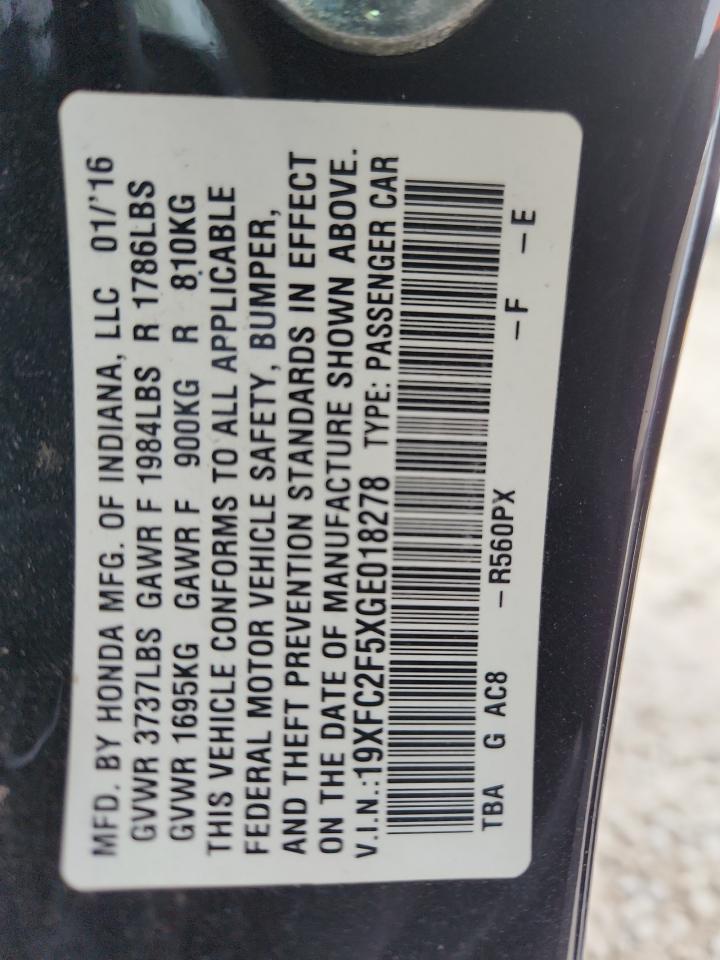 MFD. BY HONDA MFG. OF INDIANA, LLC 01/'16
GVWR 3737LBS GAWR F 1984LBS R 1786LBS
GVWR 1695KG GAWR F 900KG R 810KG
THIS VEHICLE CONFORMS TO ALL APPLICABLE
FEDERAL MOTOR VEHICLE SAFETY, BUMPER,
AND THEFT PREVENTION STANDARDS IN EFFECT
ON THE DATE OF MANUFACTURE SHOWN ABOVE.
V.I.N.:19XFC2F5XGE018278 TYPE: PASSENGER CAR
TBA G AC8 -R560PX -F -E